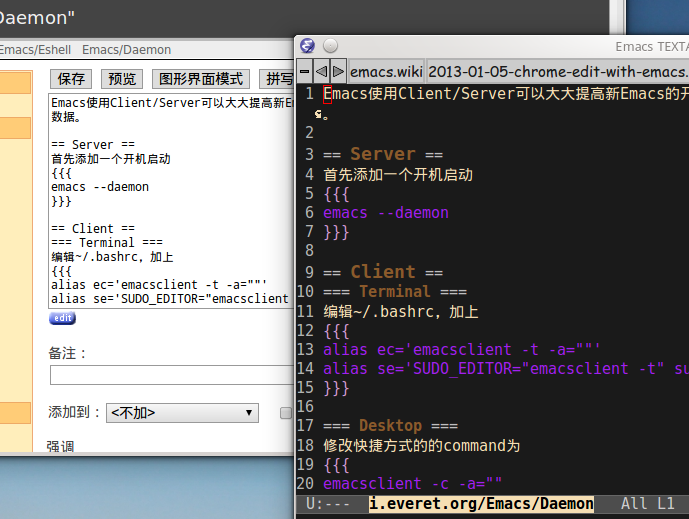 Daemon"
Emacs/Eshell Emacs/Daemon
保存 预览 图形界面模式 拼写
Emacs使用Client/Server可以大大提高新Em
数据。
== Server ==
首先添加一个开机启动
{{{
emacs --daemon
}}}
== Client ==
=== Terminal ===
编辑~/.bashrc，加上
{{{
alias ec='emacsclient -t -a=""'
alias se='SUDO_EDITOR="emacsclient
edit
备注：
添加到： <不加>
强调
Emacs TEXTA
emacs.wiki 2013-01-05-chrome-edit-with-emacs.
1 Emacs使用Client/Server可以大大提高新Emacs的开
。
2
3 == Server ==
4 首先添加一个开机启动
5 {{{
6 emacs --daemon
7 }}}
8
9 == Client ==
10 === Terminal ===
11 编辑~/.bashrc，加上
12 {{{
13 alias ec='emacsclient -t -a=""'
14 alias se='SUDO_EDITOR="emacsclient -t" su
15 }}}
16
17 === Desktop ===
18 修改快捷方式的的command为
19 {{{
20 emacsclient -c -a=""
U:--- i.everet.org/Emacs/Daemon All L1